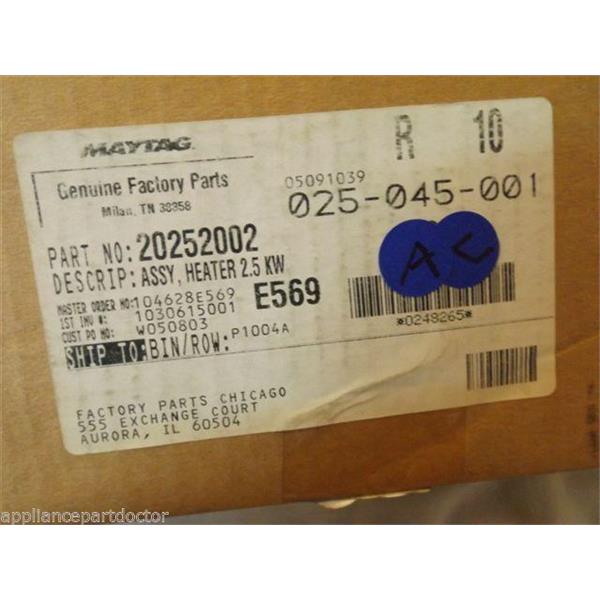 MAYTAG
R 10
Genuine Factory Parts
Milan, TN 38358
05091039
025-045-001
PART NO: 20252002
DESCRIP: ASSY, HEATER 2.5 KW
MASTER ORDER NO: 104628E569 E569
1ST INV #: 1030615001
CUST PO NO: W050803
SHIP TO: BIN/ROW: P1004A
AC
*0248265*
FACTORY PARTS CHICAGO
555 EXCHANGE COURT
AURORA, IL 60504
appliancepartdoctor